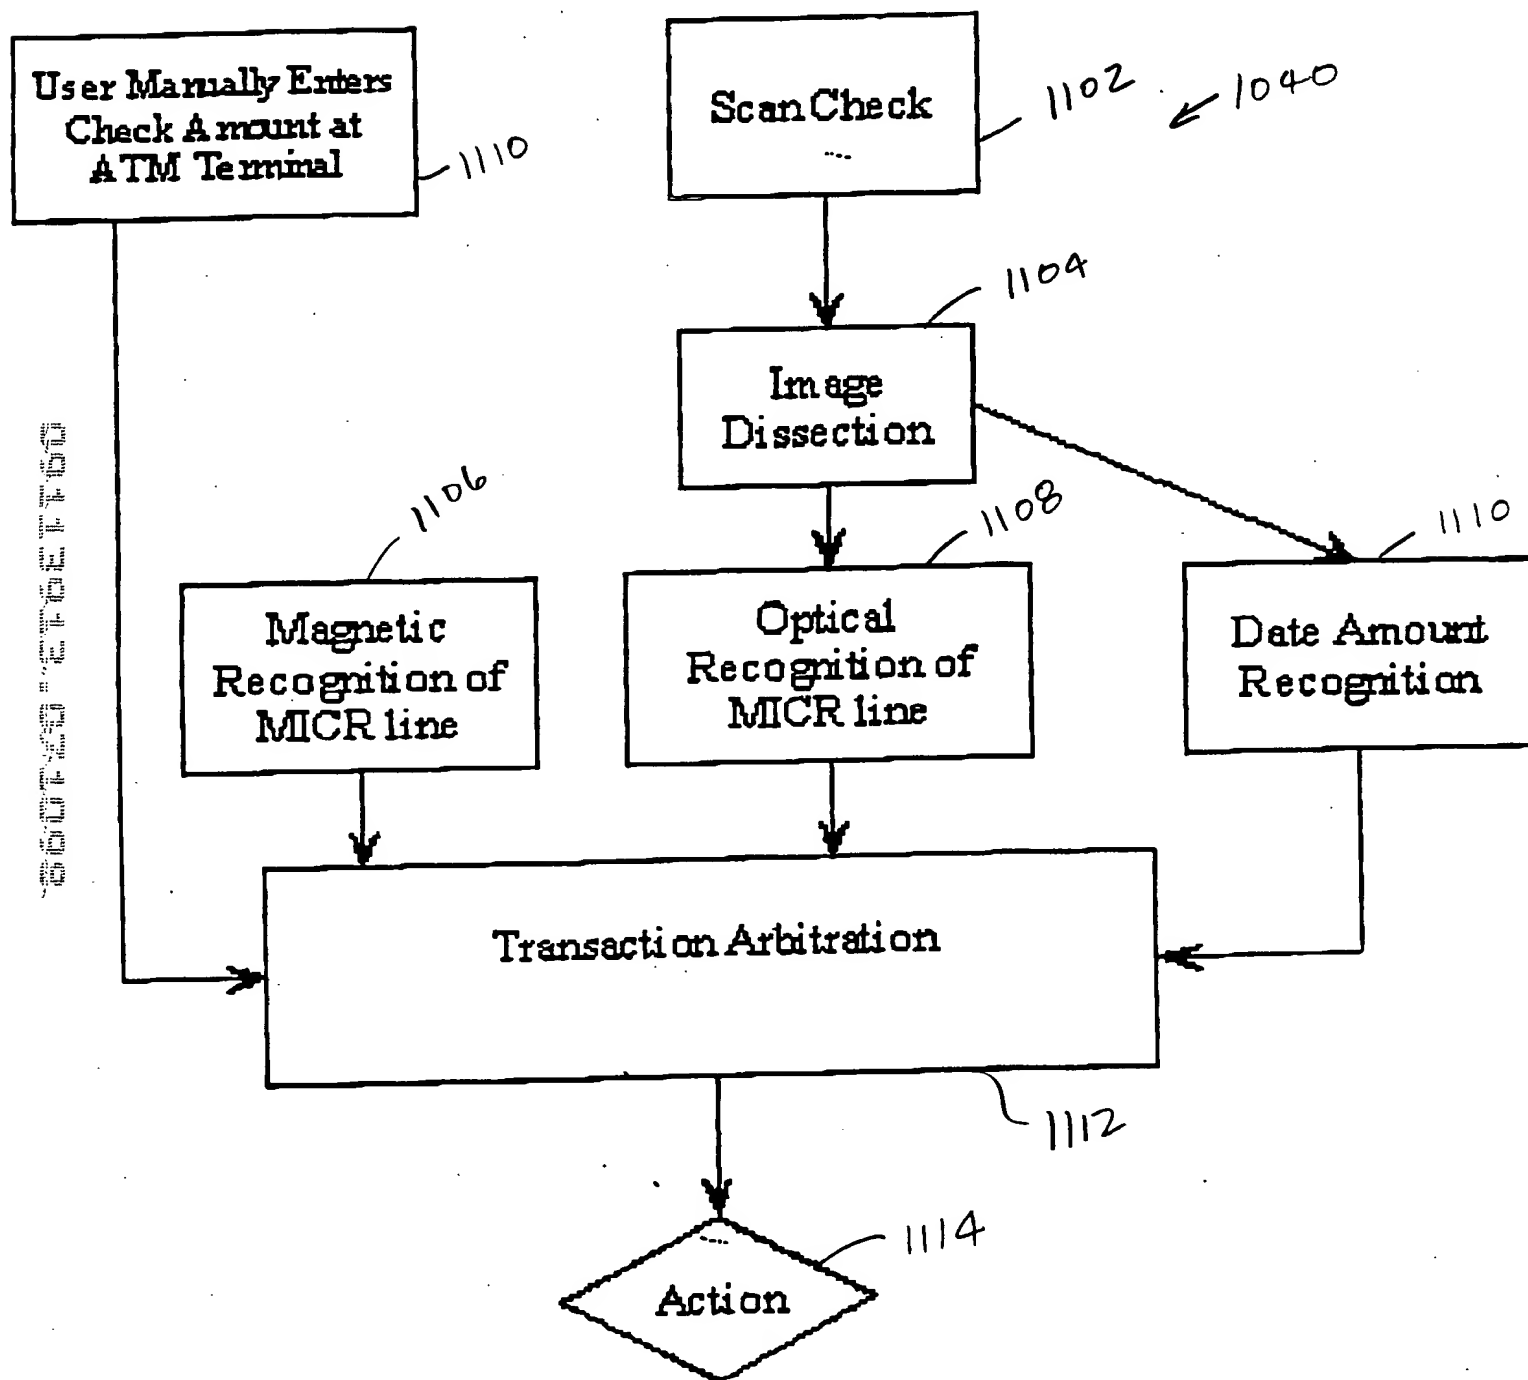 User Manually Enters
Check Amount at
ATM Terminal
1110
Scan Check
1102
1040
1104
Image
Dissection
1106
1108
1110
Magnetic
Recognition of
MICR line
Optical
Recognition of
MICR line
Date Amount
Recognition
Transaction Arbitration
1112
1114
Action